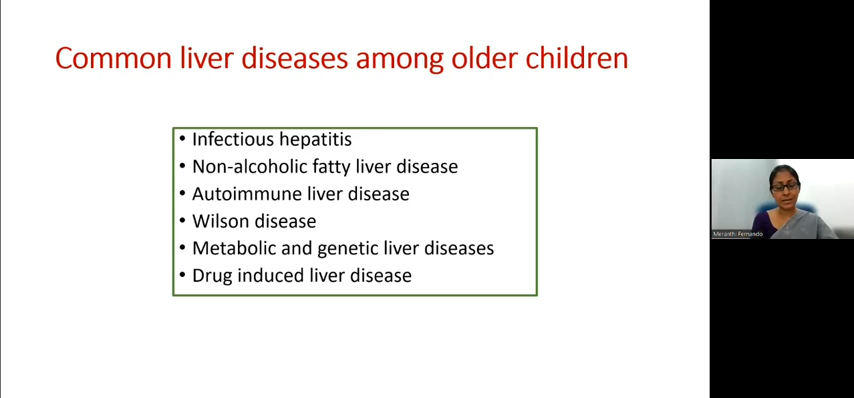 Common liver diseases among older children
• Infectious hepatitis
• Non-alcoholic fatty liver disease
• Autoimmune liver disease
• Wilson disease
• Metabolic and genetic liver diseases
• Drug induced liver disease
Meranthi Fernando